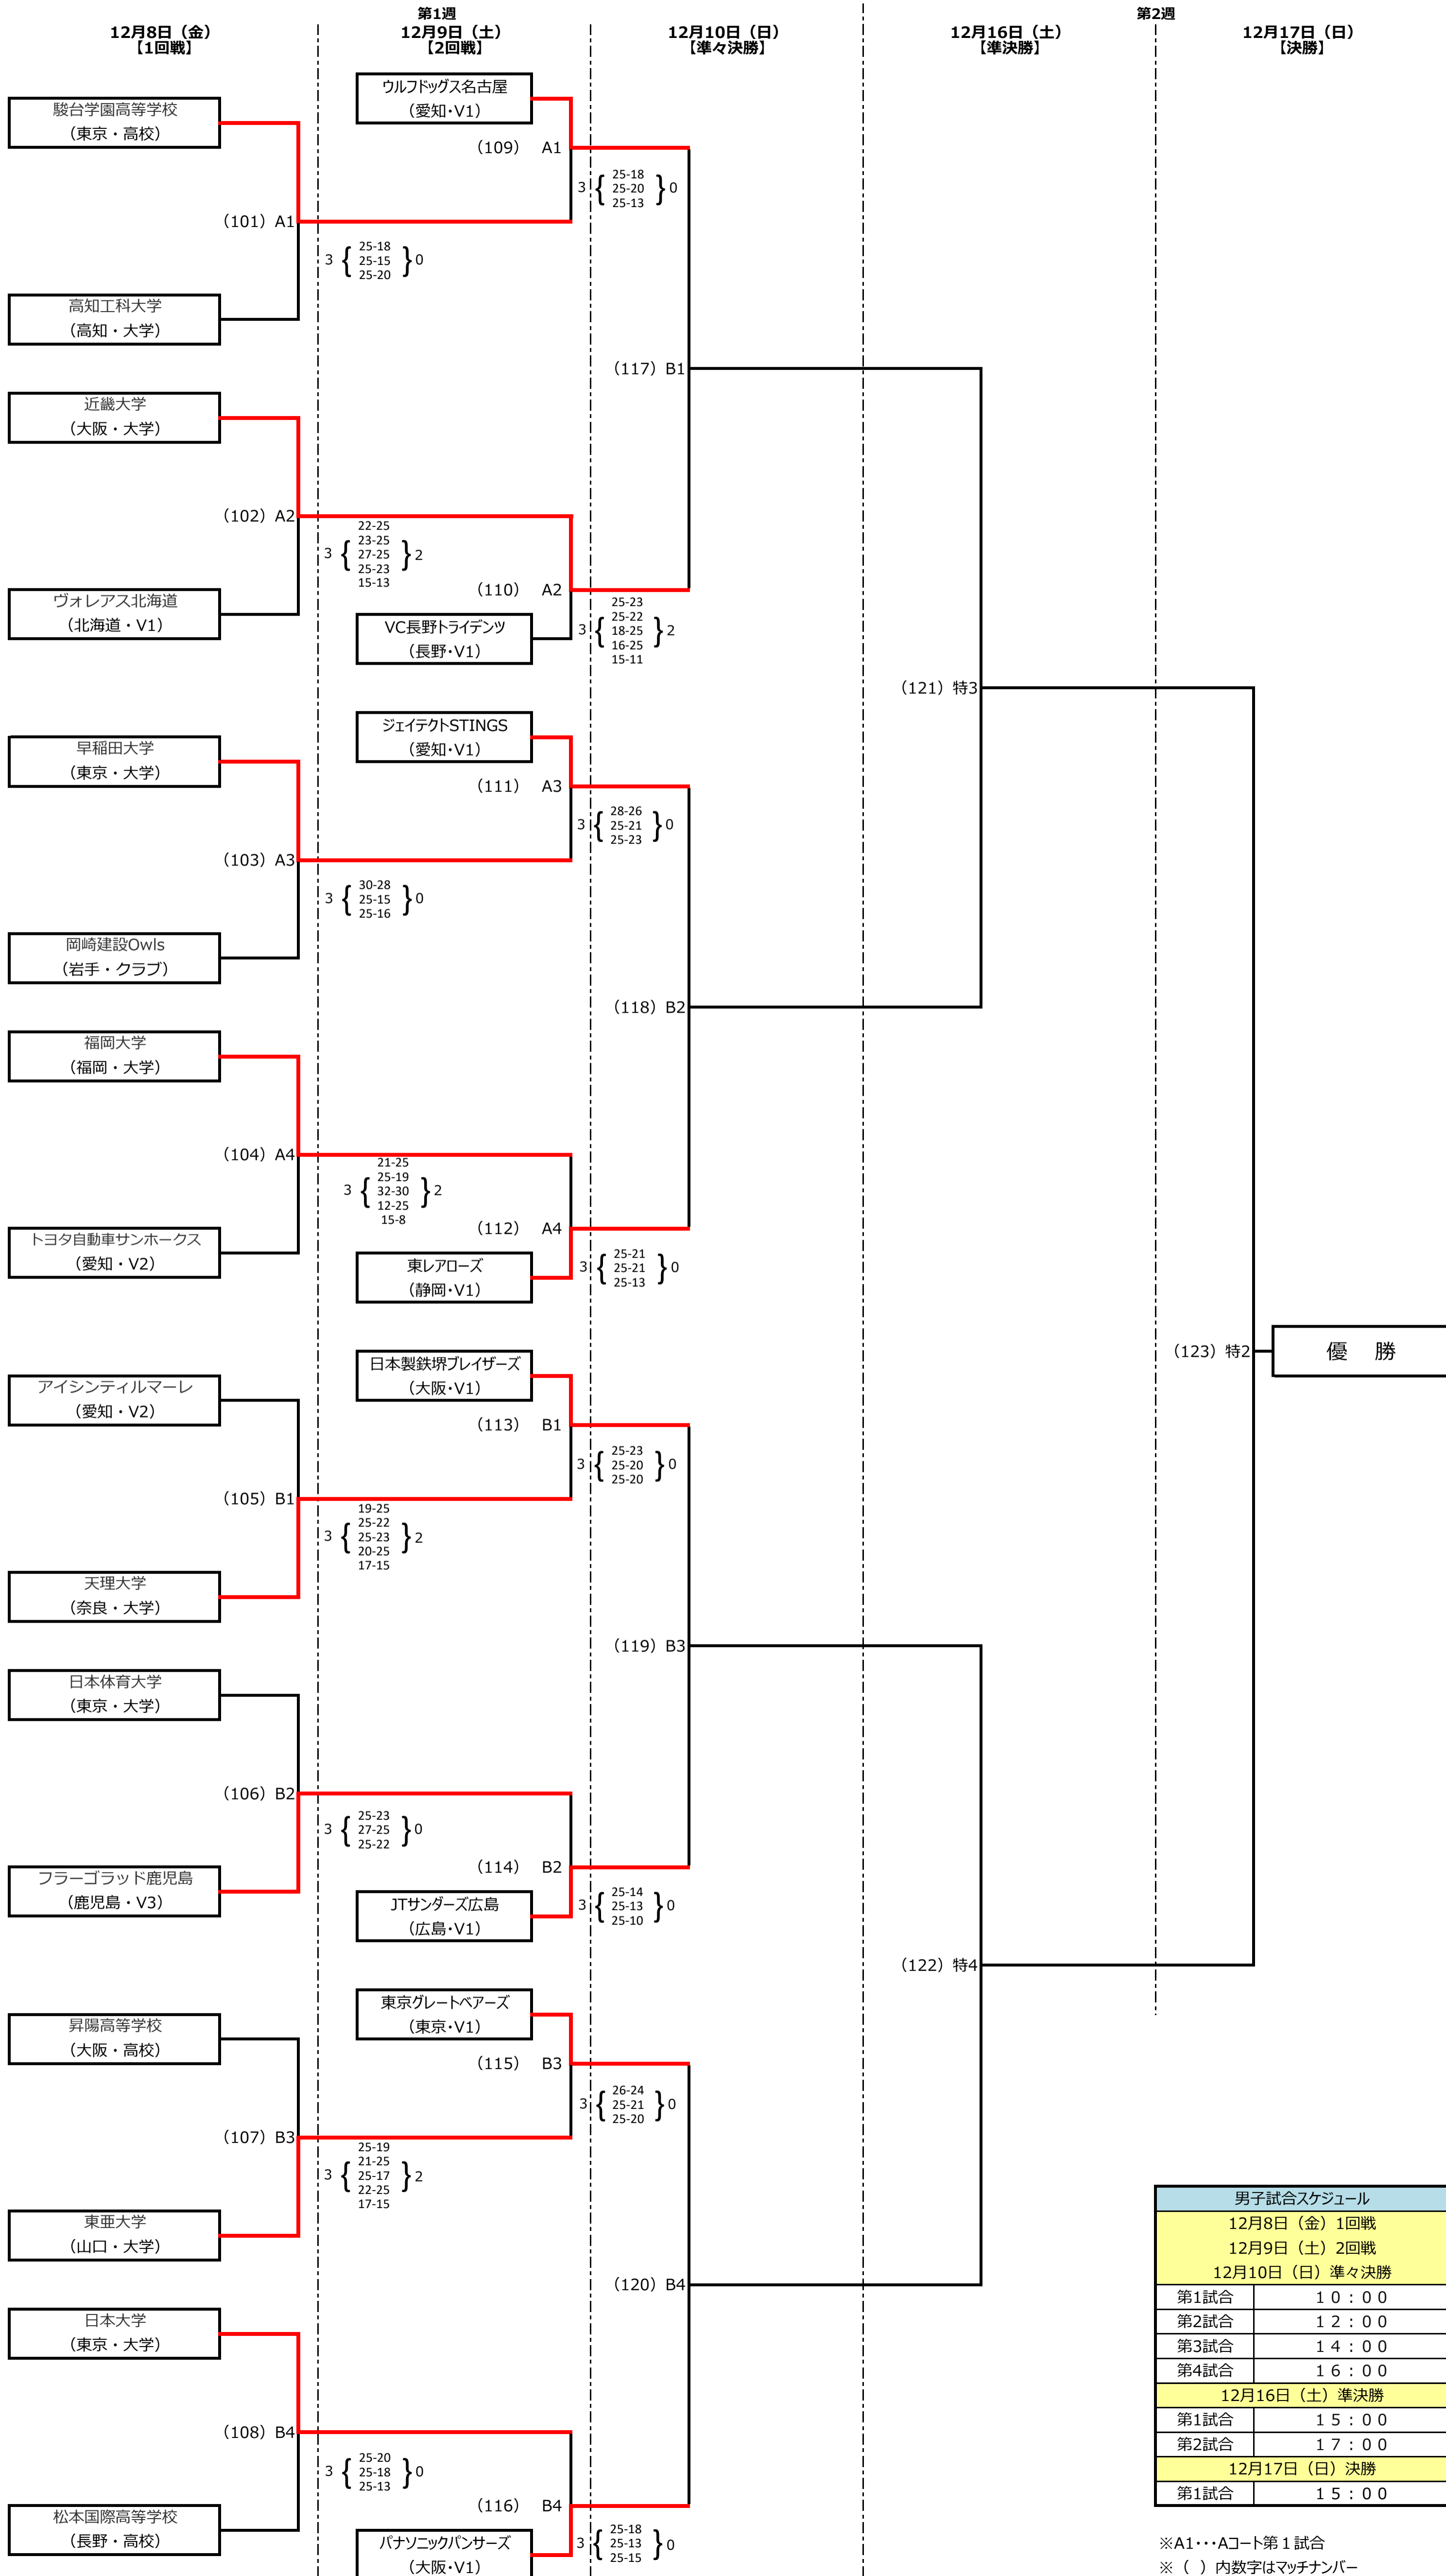 第1週
第2週
12月8日（金）
【1回戦】
12月9日（土）
【2回戦】
12月10日（日）
【準々決勝】
12月16日（土）
【準決勝】
12月17日（日）
【決勝】
ウルフドッグス名古屋
（愛知・V1）
駿台学園高等学校
（東京・高校）
（109） A1
3 { 25-18
25-20
25-13 } 0
（101）A1
3 { 25-18
25-15
25-20 } 0
高知工科大学
（高知・大学）
（117）B1
近畿大学
（大阪・大学）
（102）A2
3 { 22-25
23-25
27-25
25-23
15-13 } 2
ヴォレアス北海道
（北海道・V1）
（110） A2
VC長野トライデンツ
（長野・V1）
3 { 25-23
25-22
18-25
16-25
15-11 } 2
（121）特3
ジェイテクトSTINGS
（愛知・V1）
早稲田大学
（東京・大学）
（111） A3
3 { 28-26
25-21
25-23 } 0
（103）A3
3 { 30-28
25-15
25-16 } 0
岡崎建設Owls
（岩手・クラブ）
（118）B2
福岡大学
（福岡・大学）
（104）A4
3 { 21-25
25-19
32-30
12-25
15-8 } 2
トヨタ自動車サンホークス
（愛知・V2）
（112） A4
東レアローズ
（静岡・V1）
3 { 25-21
25-21
25-13 } 0
（123）特2
優　勝
日本製鉄堺ブレイザーズ
（大阪・V1）
アイシンティルマーレ
（愛知・V2）
（113） B1
3 { 25-23
25-20
25-20 } 0
（105）B1
3 { 19-25
25-22
25-23
20-25
17-15 } 2
天理大学
（奈良・大学）
（119）B3
日本体育大学
（東京・大学）
（106）B2
3 { 25-23
27-25
25-22 } 0
フラーゴラッド鹿児島
（鹿児島・V3）
（114） B2
JTサンダーズ広島
（広島・V1）
3 { 25-14
25-13
25-10 } 0
（122）特4
東京グレートベアーズ
（東京・V1）
昇陽高等学校
（大阪・高校）
（115） B3
3 { 26-24
25-21
25-20 } 0
（107）B3
3 { 25-19
21-25
25-17
22-25
17-15 } 2
東亜大学
（山口・大学）
（120）B4
日本大学
（東京・大学）
（108）B4
3 { 25-20
25-18
25-13 } 0
松本国際高等学校
（長野・高校）
（116） B4
パナソニックパンサーズ
（大阪・V1）
3 { 25-18
25-13
25-15 } 0
男子試合スケジュール
12月8日（金）1回戦
12月9日（土）2回戦
12月10日（日）準々決勝
第1試合 １０：００
第2試合 １２：００
第3試合 １４：００
第4試合 １６：００
12月16日（土）準決勝
第1試合 １５：００
第2試合 １７：００
12月17日（日）決勝
第1試合 １５：００
※A1・・・Aコート第１試合
※（ ）内数字はマッチナンバー